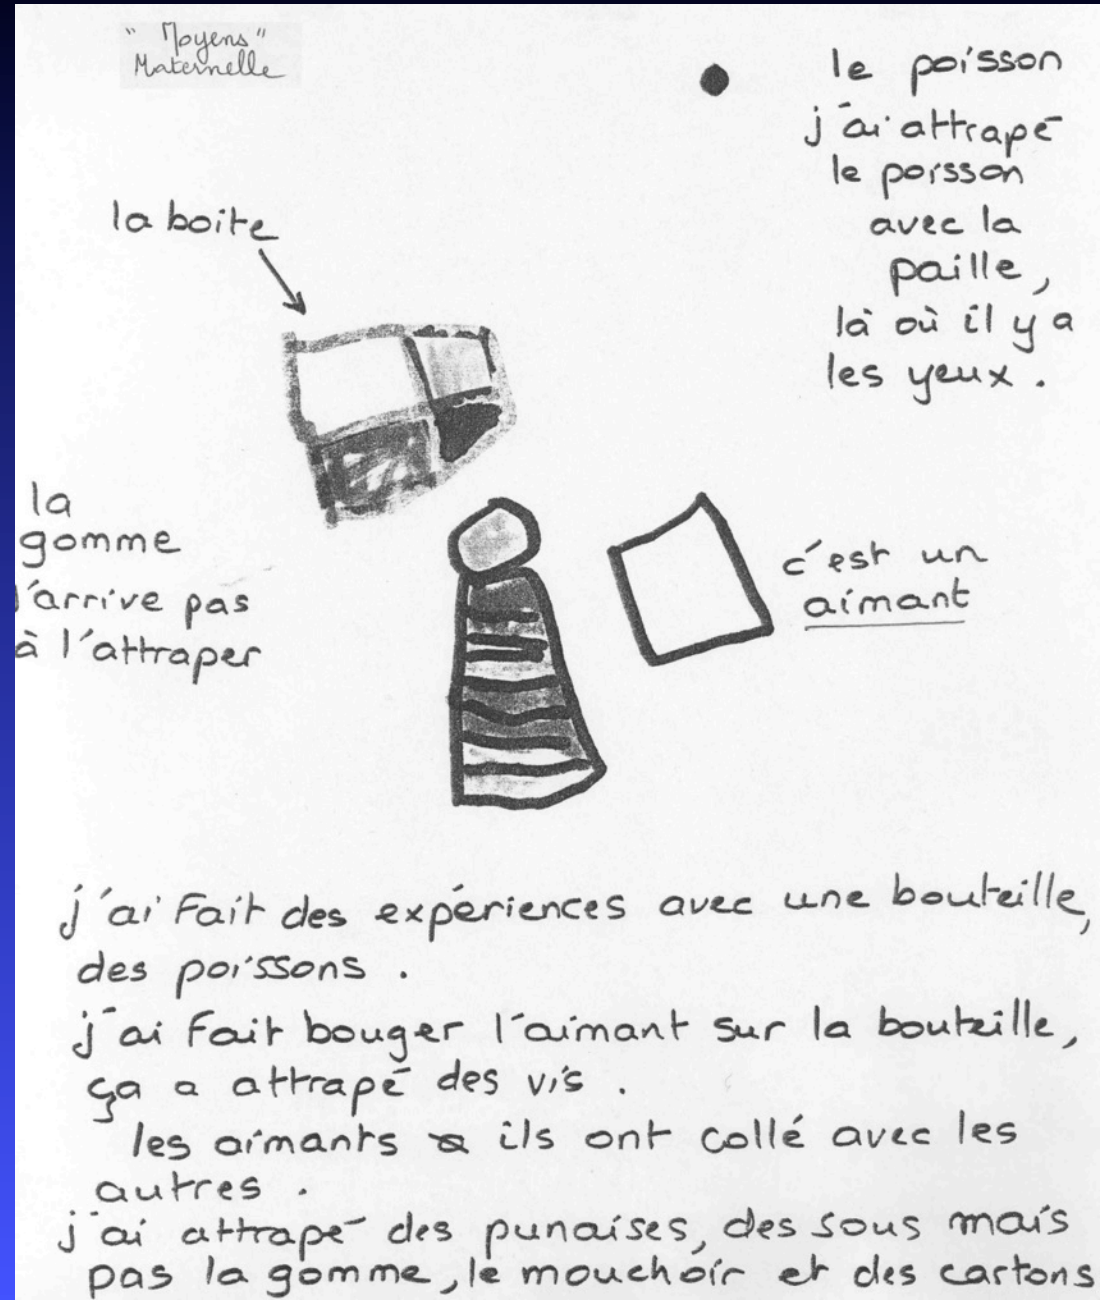 " Moyens "
Maternelle
le poisson
j'ai attrapé
le poisson
avec la
paille,
là où il y a
les yeux.
la boite
la
gomme
j'arrive pas
à l'attraper
c'est un
aimant
j'ai fait des expériences avec une bouteille,
des poissons.
j'ai fait bouger l'aimant sur la bouteille,
ça a attrapé des vis.
les aimants a ils ont collé avec les
autres.
j'ai attrapé des punaises, des sous mais
pas la gomme, le mouchoir et des cartons